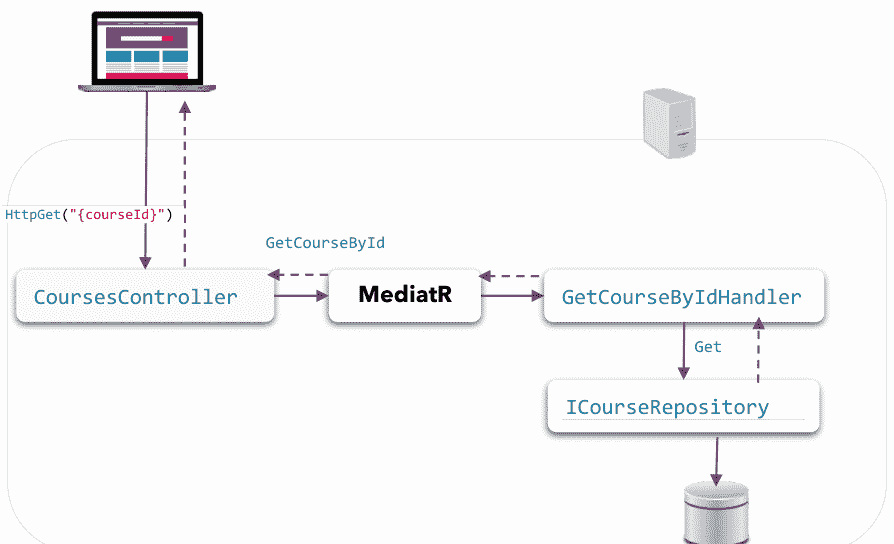 HttpGet("{courseId}")
GetCourseById
CoursesController
MediatR
GetCourseByIdHandler
Get
ICourseRepository